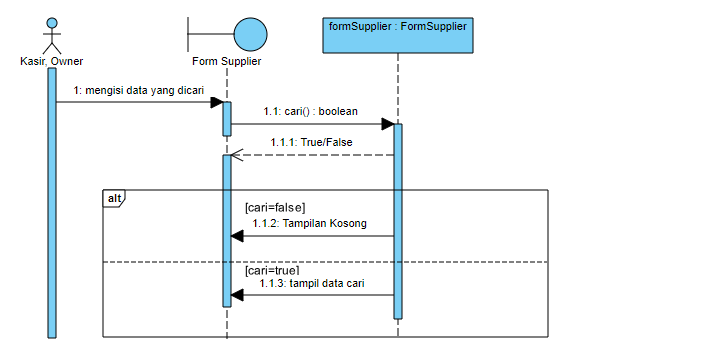 formSupplier : FormSupplier
Kasir, Owner
Form Supplier
1: mengisi data yang dicari
1.1: cari() : boolean
1.1.1: True/False
alt
[cari=false]
1.1.2: Tampilan Kosong
[cari=true]
1.1.3: tampil data cari